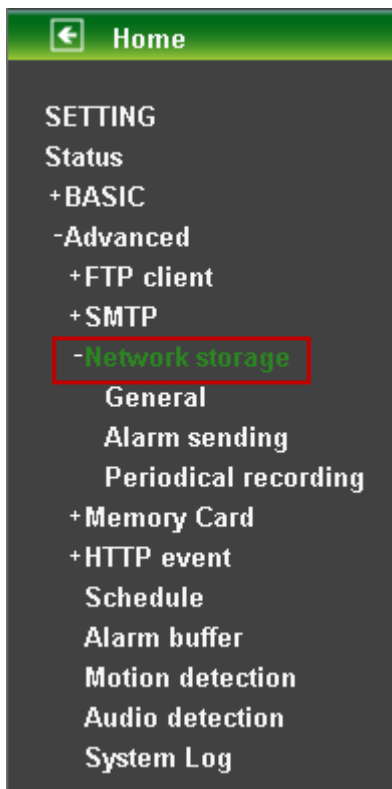 Home
SETTING
Status
+BASIC
-Advanced
+FTP client
+SMTP
-Network storage
General
Alarm sending
Periodical recording
+Memory Card
+HTTP event
Schedule
Alarm buffer
Motion detection
Audio detection
System Log